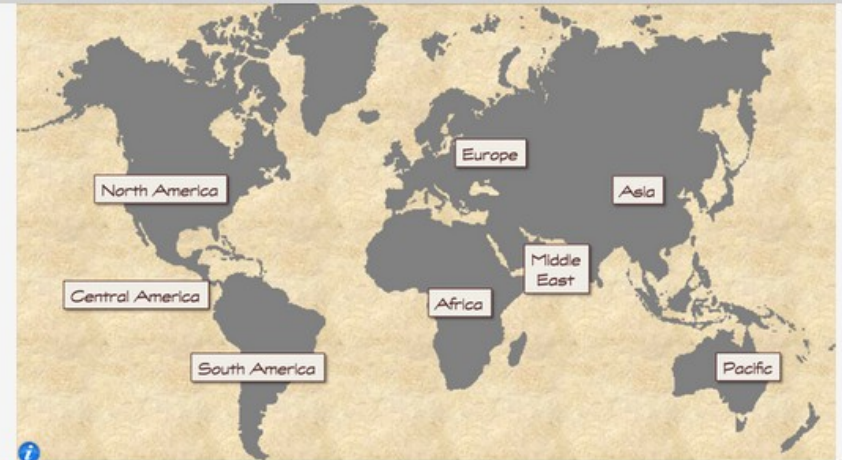 Europe
North America
Asia
Middle
East
Central America
Africa
South America
Pacific
i